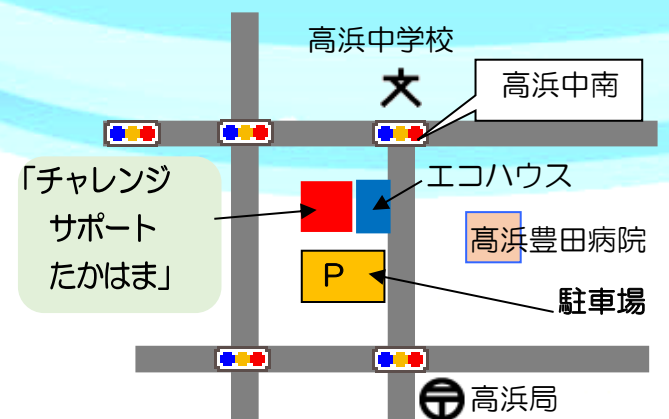 高浜中学校
文
高浜中南
「チャレンジ
サポート
たかはま」
エコハウス
髙浜豊田病院
P
駐車場
〒高浜局